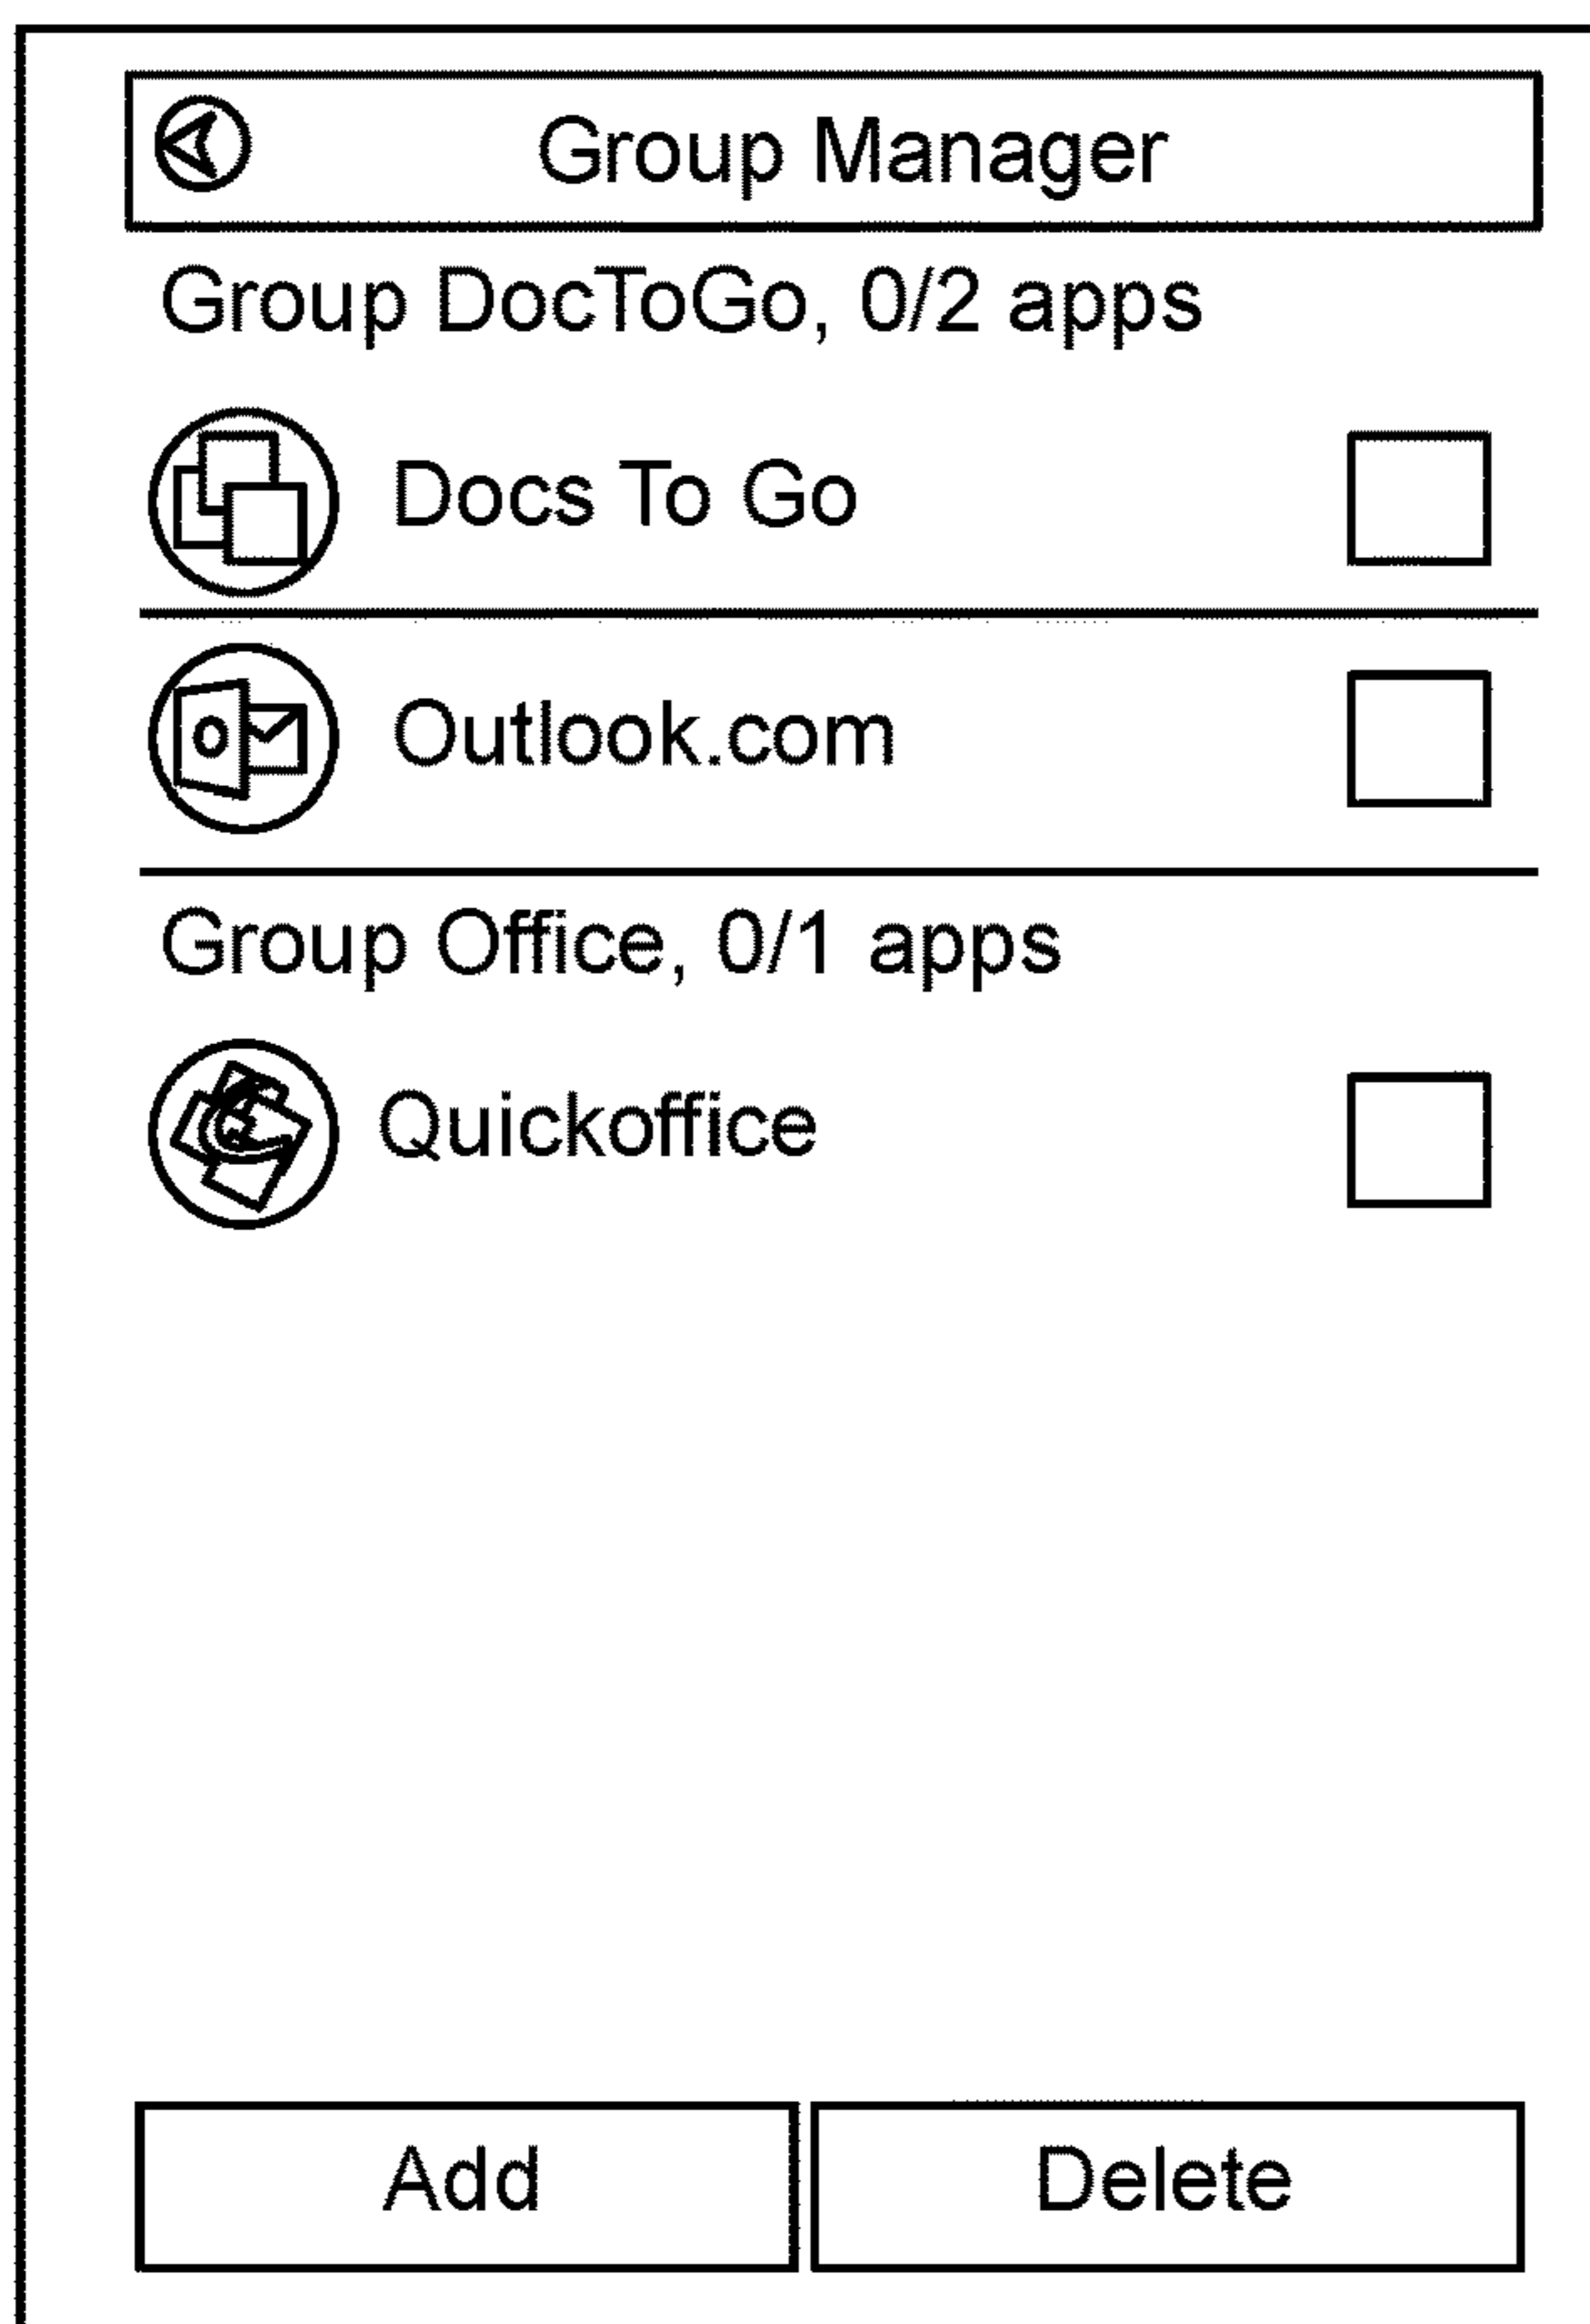 Group Manager
Group DocToGo, 0/2 apps
Docs To Go
Outlook.com
Group Office, 0/1 apps
Quickoffice
Add
Delete